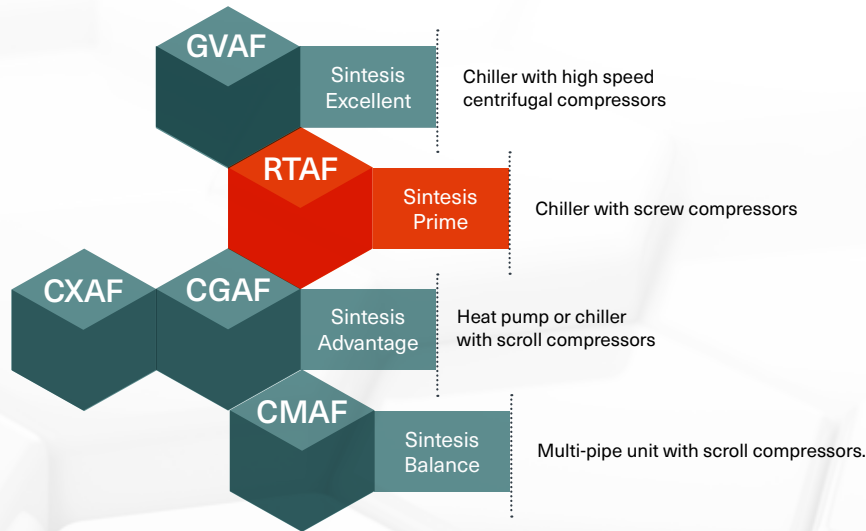 GVAF
Sintesis
Excellent
Chiller with high speed
centrifugal compressors
RTAF
Sintesis
Prime
Chiller with screw compressors
CXAF
CGAF
Sintesis
Advantage
Heat pump or chiller
with scroll compressors
CMAF
Sintesis
Balance
Multi-pipe unit with scroll compressors.